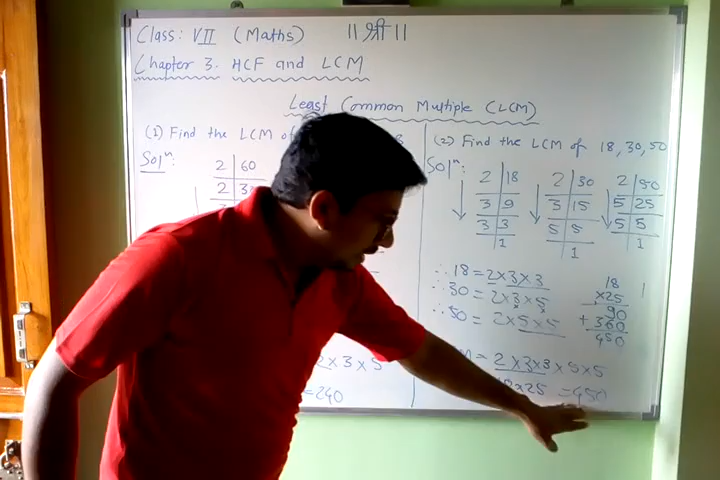 Class: VII (Maths) ॥ श्री ॥
Chapter 3. HCF and LCM
Least Common Multiple (LCM)
(1) Find the LCM of
Solⁿ:
2 | 60
2 | 3
× 3 × 5
=240
(2) Find the LCM of 18, 30, 50
Solⁿ:
2 | 18
3 | 9
3 | 3
1
2 | 30
3 | 15
5 | 5
1
2 | 50
5 | 25
5 | 5
1
∴ 18 = 2×3×3
∴ 30 = 2×3×5
∴ 50 = 2×5×5
18
×25
90
+ 360
450
= 2×3×3×5×5
18×25 =450